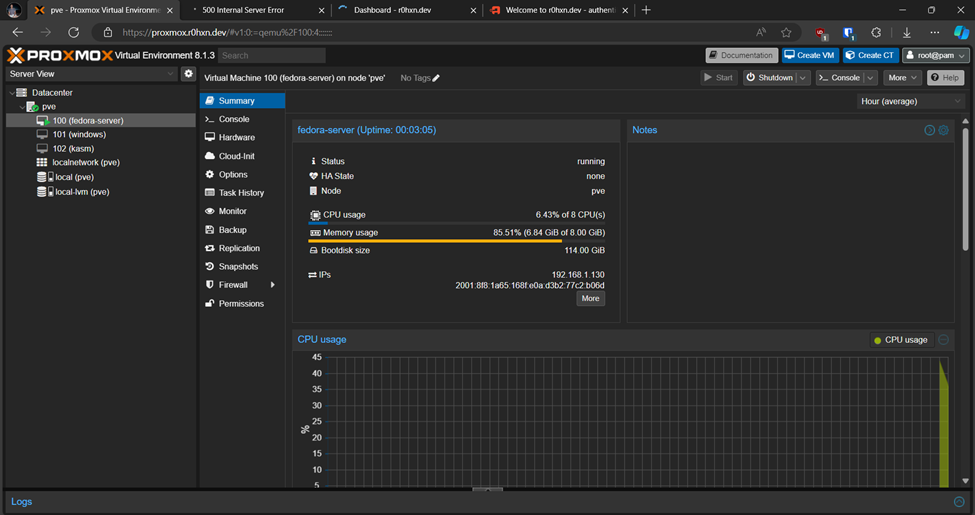 pve - Proxmox Virtual Environme
500 Internal Server Error
Dashboard - r0hxn.dev
Welcome to r0hxn.dev - authenti
https://proxmox.r0hxn.dev/#v1:0:=qemu%2F100:4:::::::
PROXMOX Virtual Environment 8.1.3
Search
Documentation
Create VM
Create CT
root@pam
Server View
Virtual Machine 100 (fedora-server) on node 'pve'
No Tags
Start
Shutdown
Console
More
Help
Datacenter
pve
100 (fedora-server)
101 (windows)
102 (kasm)
localnetwork (pve)
local (pve)
local-lvm (pve)
Summary
Console
Hardware
Cloud-Init
Options
Task History
Monitor
Backup
Replication
Snapshots
Firewall
Permissions
Hour (average)
fedora-server (Uptime: 00:03:05)
Status running
HA State none
Node pve
CPU usage 6.43% of 8 CPU(s)
Memory usage 85.51% (6.84 GiB of 8.00 GiB)
Bootdisk size 114.00 GiB
IPs 192.168.1.130
2001:8f8:1a65:168f:e0a:d3b2:77c2:b06d
More
Notes
CPU usage
CPU usage
45
40
35
30
25
20
15
10
5
%
Logs